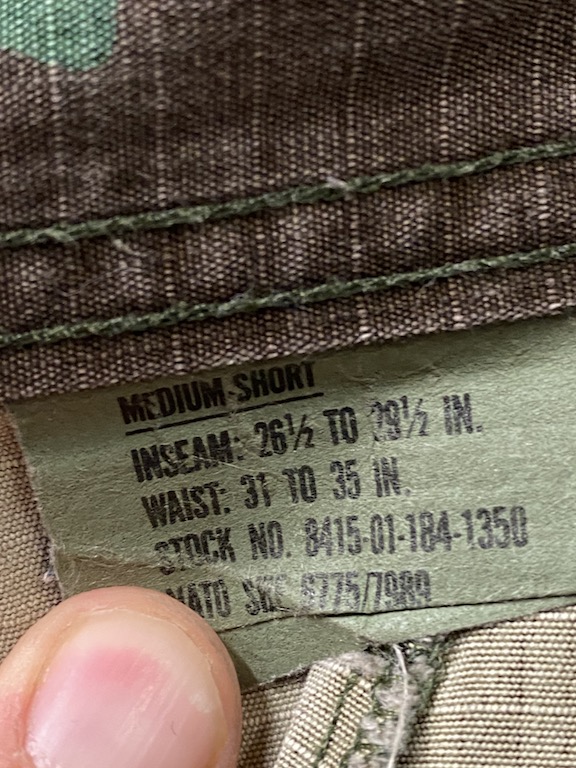 MEDIUM-SHORT
INSEAM: 26½ TO 29½ IN.
WAIST: 31 TO 35 IN.
STOCK NO. 8415-01-184-1350
NATO SIZE 6775/7989